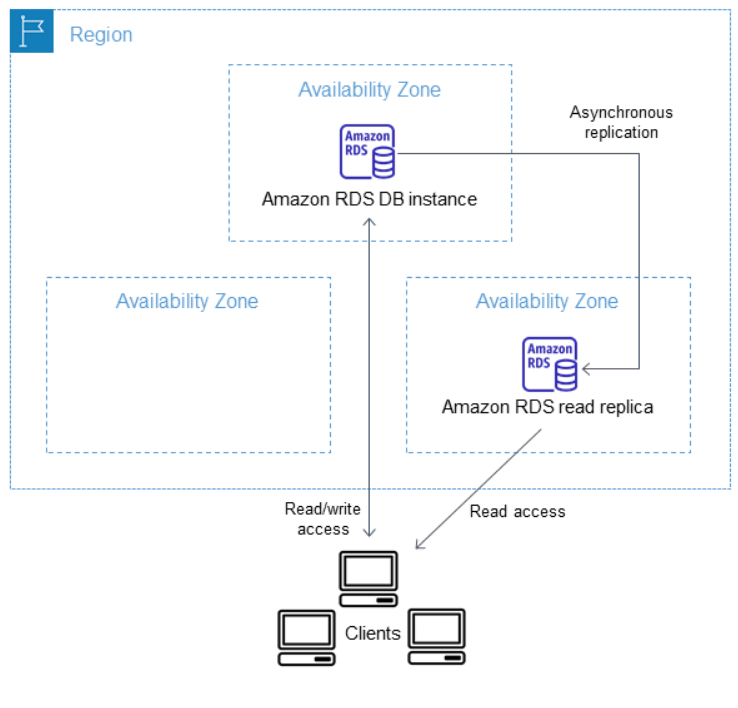 Region
Availability Zone
Amazon
RDS
Amazon RDS DB instance
Asynchronous
replication
Availability Zone
Availability Zone
Amazon
RDS
Amazon RDS read replica
Read/write
access
Read access
Clients